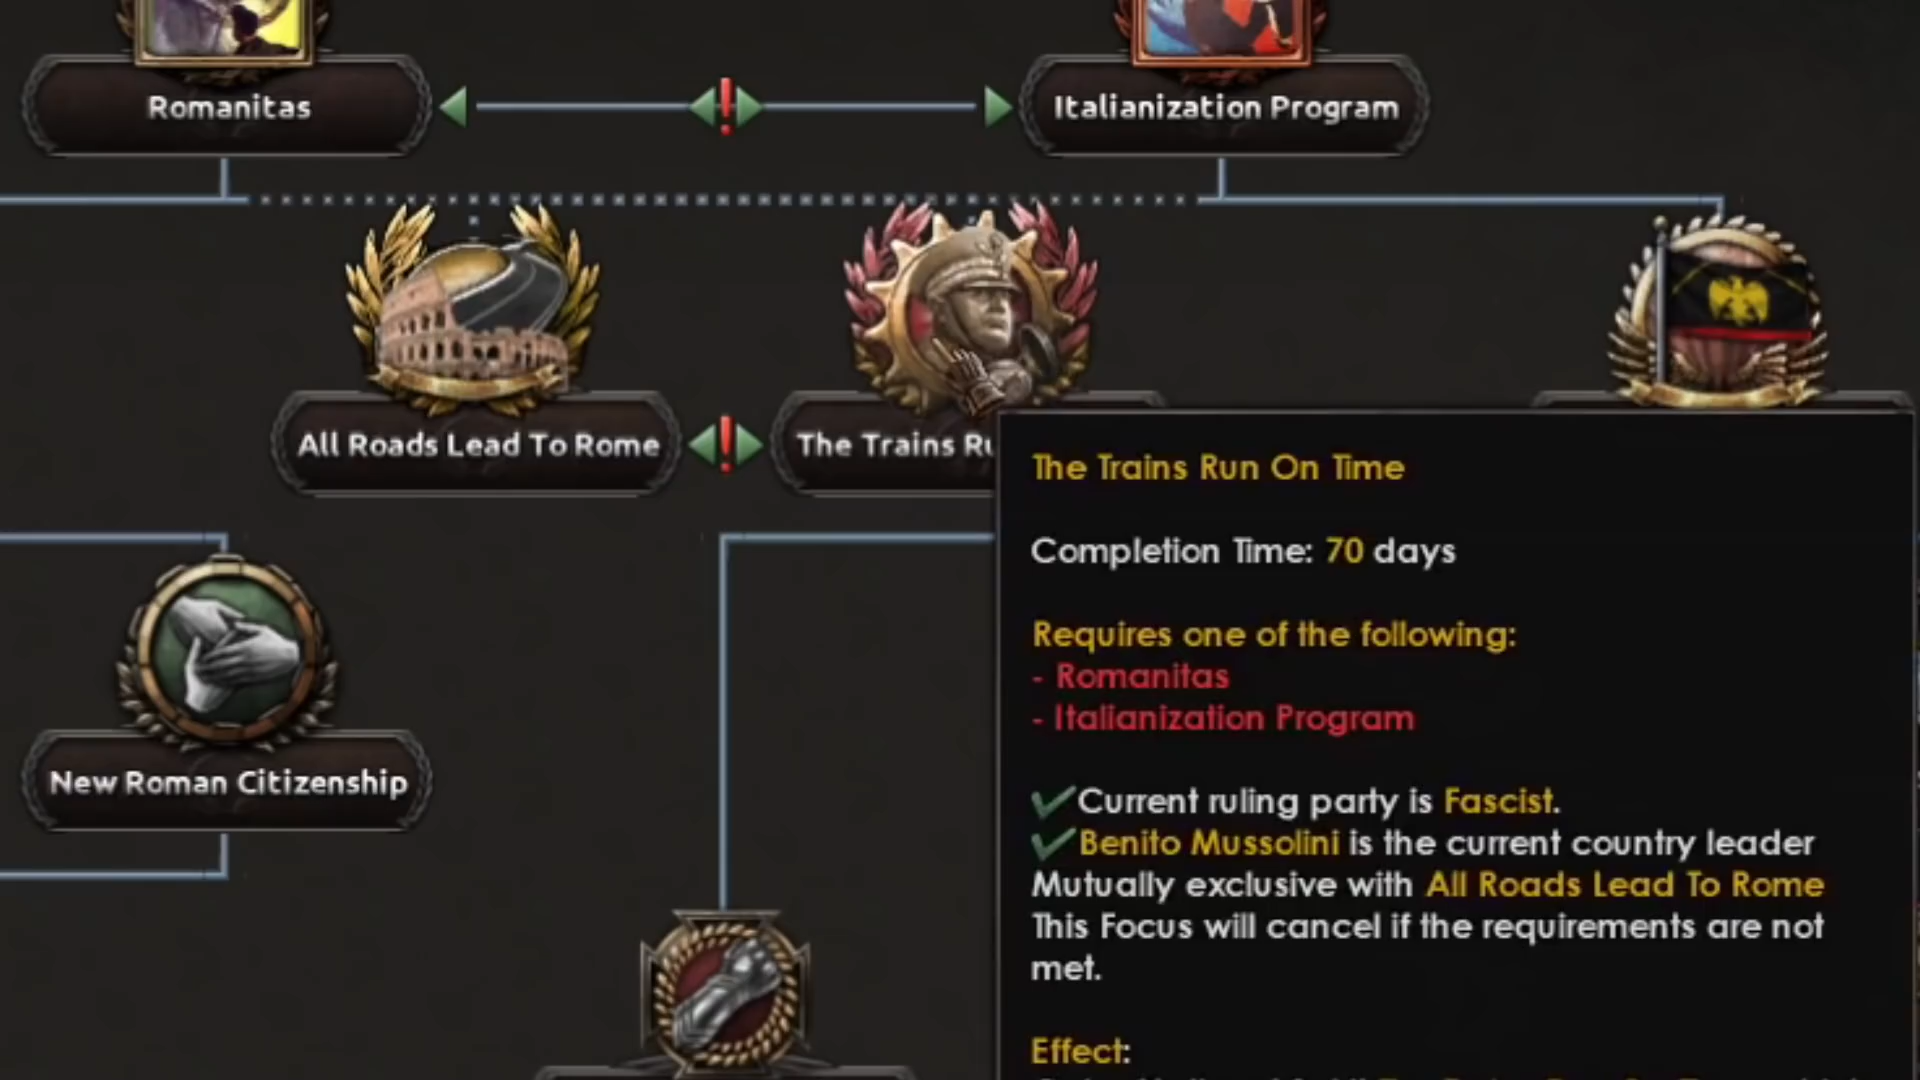 Romanitas
Italianization Program
All Roads Lead To Rome
The Trains
The Trains Run On Time
Completion Time: 70 days
Requires one of the following:
- Romanitas
- Italianization Program
Current ruling party is Fascist.
Benito Mussolini is the current country leader
Mutually exclusive with All Roads Lead To Rome
This Focus will cancel if the requirements are not
met.
New Roman Citizenship
Effect: